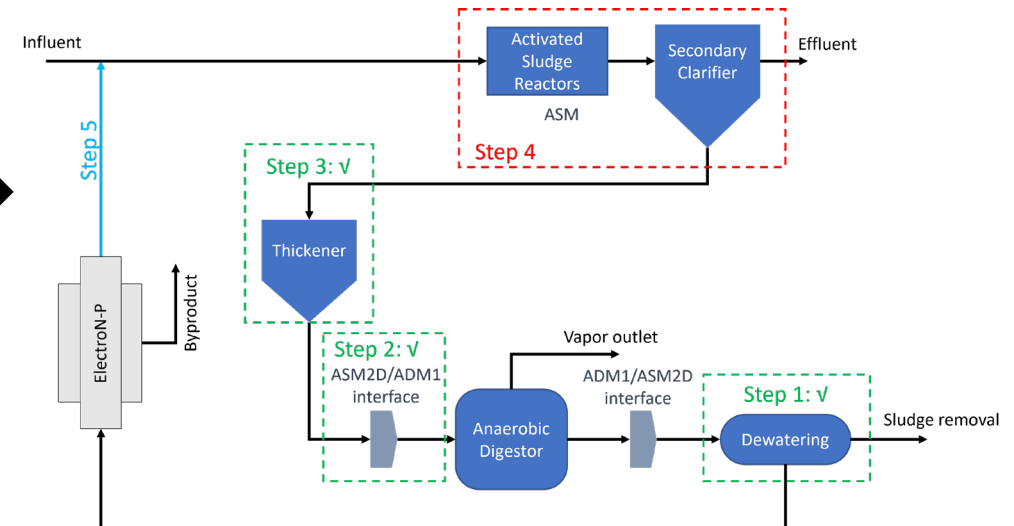 Influent
Activated
Sludge
Reactors
Secondary
Clarifier
Effluent
ASM
Step 4
Step 5
Step 3: √
Thickener
ElectroN-P
Byproduct
Step 2: √
ASM2D/ADM1
interface
Vapor outlet
Anaerobic
Digestor
ADM1/ASM2D
interface
Step 1: √
Dewatering
Sludge removal